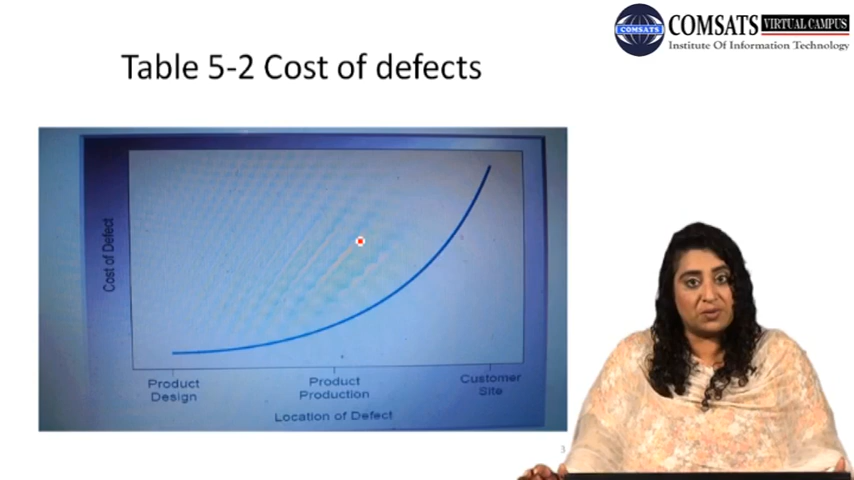 COMSATS VIRTUAL CAMPUS
COMSATS
Institute Of Information Technology
Table 5-2 Cost of defects
Cost of Defect
Product
Design
Product
Production
Customer
Site
Location of Defect
3